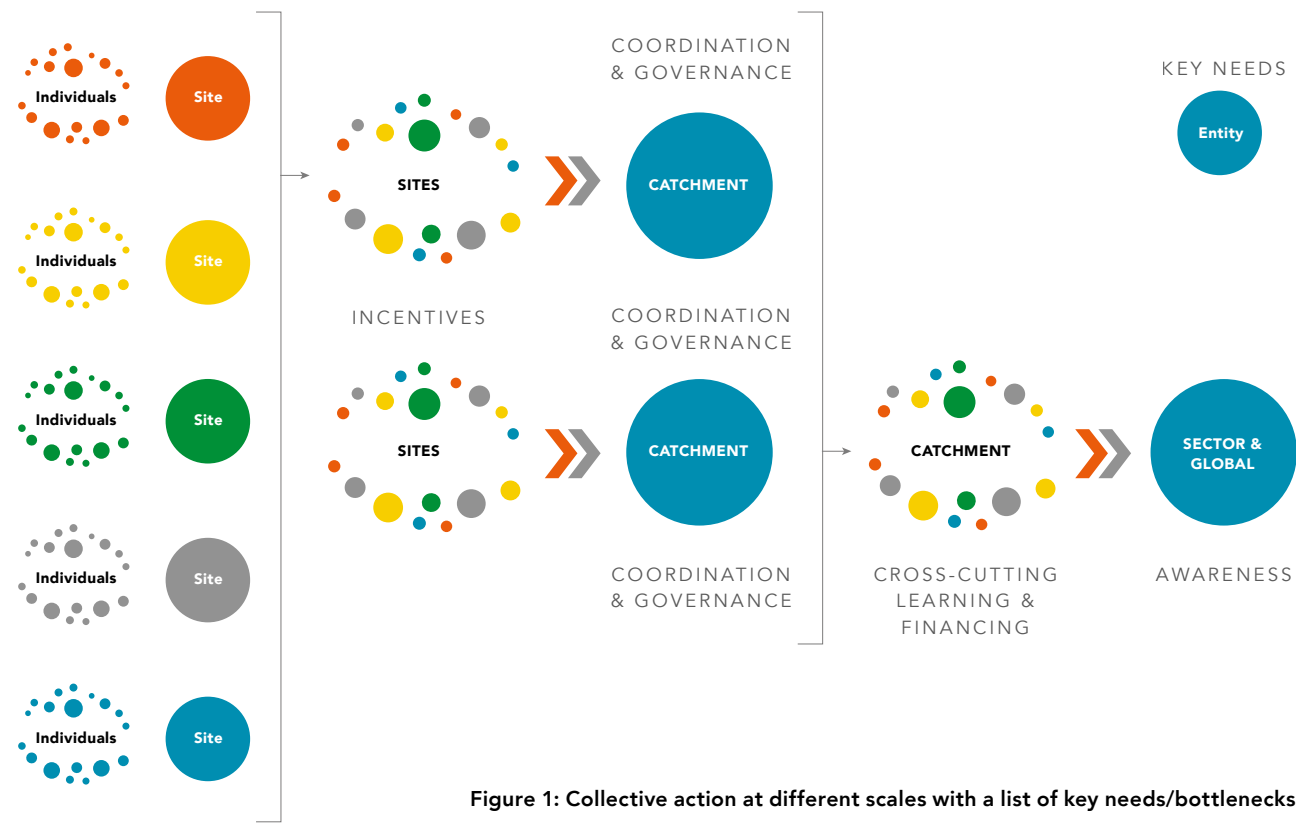 Individuals
Site
Individuals
Site
Individuals
Site
Individuals
Site
Individuals
Site
SITES
INCENTIVES
SITES
COORDINATION
& GOVERNANCE
CATCHMENT
COORDINATION
& GOVERNANCE
CATCHMENT
COORDINATION
& GOVERNANCE
CATCHMENT
CROSS-CUTTING
LEARNING &
FINANCING
KEY NEEDS
Entity
SECTOR &
GLOBAL
AWARENESS
Figure 1: Collective action at different scales with a list of key needs/bottlenecks